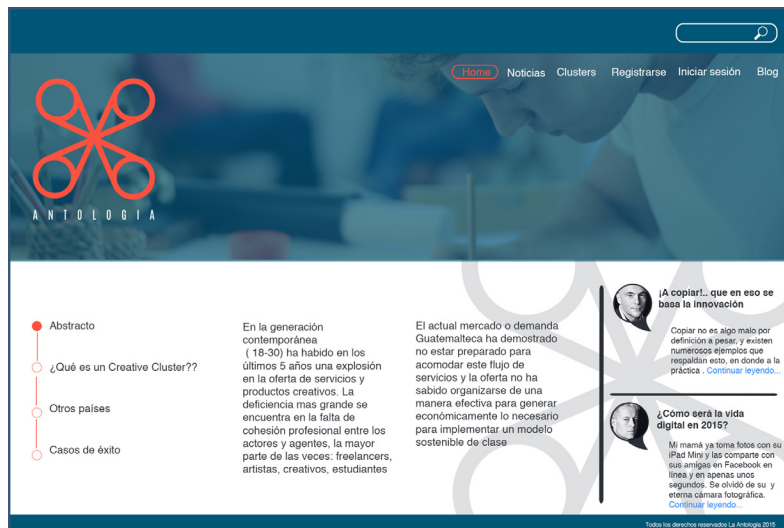 Home Noticias Clusters Registrarse Iniciar sesión Blog
ANTOLOGIA
Abstracto
¿Qué es un Creative Cluster??
Otros países
Casos de éxito
En la generación
contemporánea
( 18-30) ha habido en los
últimos 5 años una explosión
en la oferta de servicios y
productos creativos. La
deficiencia mas grande se
encuentra en la falta de
cohesión profesional entre los
actores y agentes, la mayor
parte de las veces: freelancers,
artistas, creativos, estudiantes
El actual mercado o demanda
Guatemalteca ha demostrado
no estar preparado para
acomodar este flujo de
servicios y la oferta no ha
sabido organizarse de una
manera efectiva para generar
económicamente lo necesario
para implementar un modelo
sostenible de clase
¡A copiar!.. que en eso se
basa la innovación
Copiar no es algo malo por
definición a pesar, y existen
numerosos ejemplos que
respaldan esto, en donde a la
práctica . Continuar leyendo...
¿Cómo será la vida
digital en 2015?
Mi mamá ya toma fotos con su
iPad Mini y las comparte con
sus amigas en Facebook en
línea y en apenas unos
segundos. Se olvidó de su y
eterna cámara fotográfica.
Continuar leyendo...
Todos los derechos reservados La Antología 2015